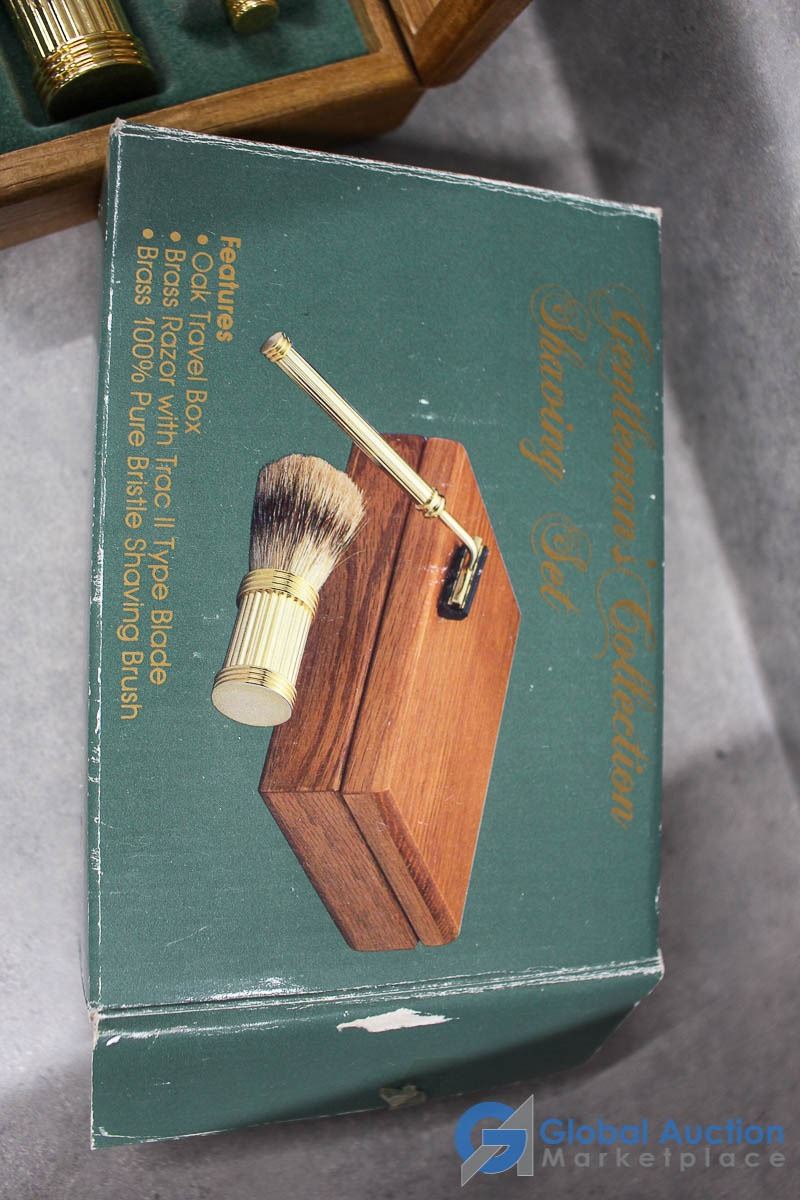 Gentleman's Collection
Shaving Set
Features
• Oak Travel Box
• Brass Razor with Trac II Type Blade
• Brass 100% Pure Bristle Shaving Brush
Global Auction
Marketplace